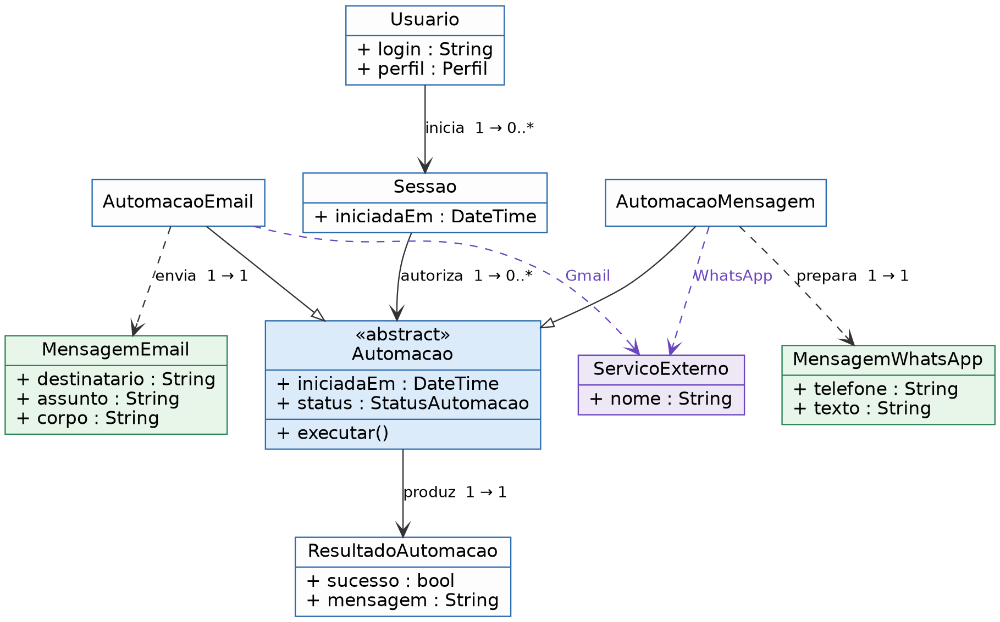 Usuario
+ login : String
+ perfil : Perfil
inicia  1 → 0..*
AutomacaoEmail
Sessao
+ iniciadaEm : DateTime
AutomacaoMensagem
envia  1 → 1
autoriza  1 → 0..*
Gmail
WhatsApp
prepara  1 → 1
MensagemEmail
+ destinatario : String
+ assunto : String
+ corpo : String
«abstract»
Automacao
+ iniciadaEm : DateTime
+ status : StatusAutomacao
+ executar()
ServicoExterno
+ nome : String
MensagemWhatsApp
+ telefone : String
+ texto : String
produz  1 → 1
ResultadoAutomacao
+ sucesso : bool
+ mensagem : String